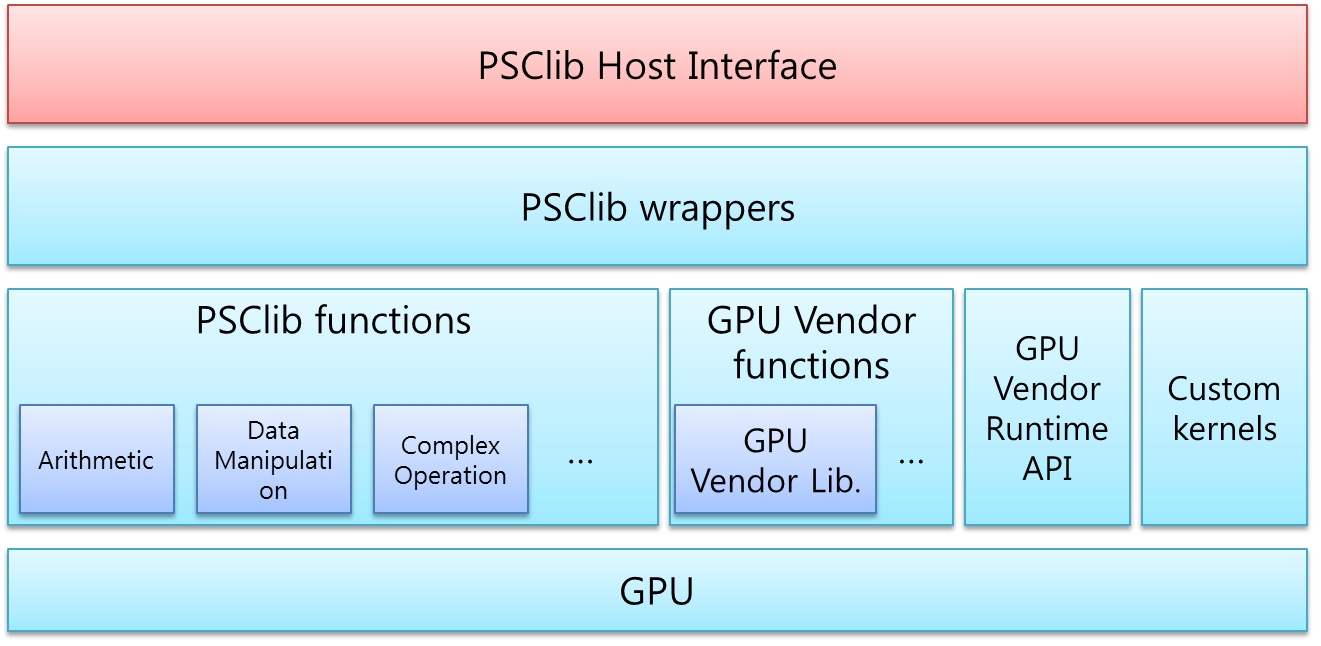 PSClib Host Interface
PSClib wrappers
PSClib functions
Arithmetic
Data
Manipulati
on
Complex
Operation
...
GPU Vendor
functions
GPU
Vendor Lib.
...
GPU
Vendor
Runtime
API
Custom
kernels
GPU